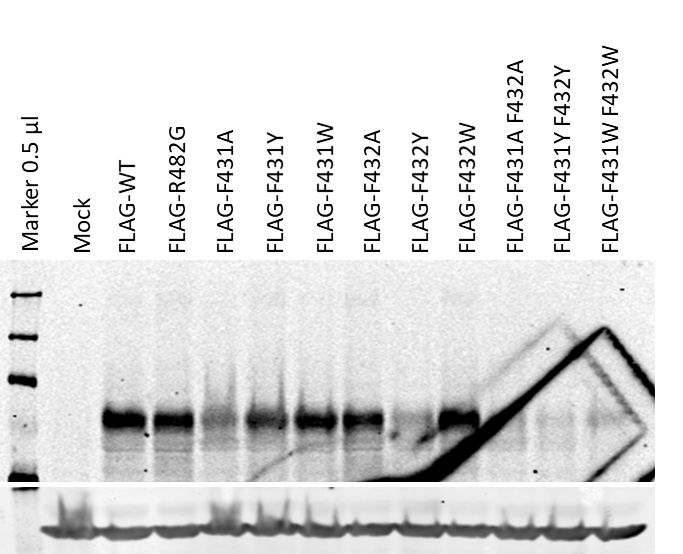 Marker 0.5 µl
Mock
FLAG-WT
FLAG-R482G
FLAG-F431A
FLAG-F431Y
FLAG-F431W
FLAG-F432A
FLAG-F432Y
FLAG-F432W
FLAG-F431A F432A
FLAG-F431Y F432Y
FLAG-F431W F432W